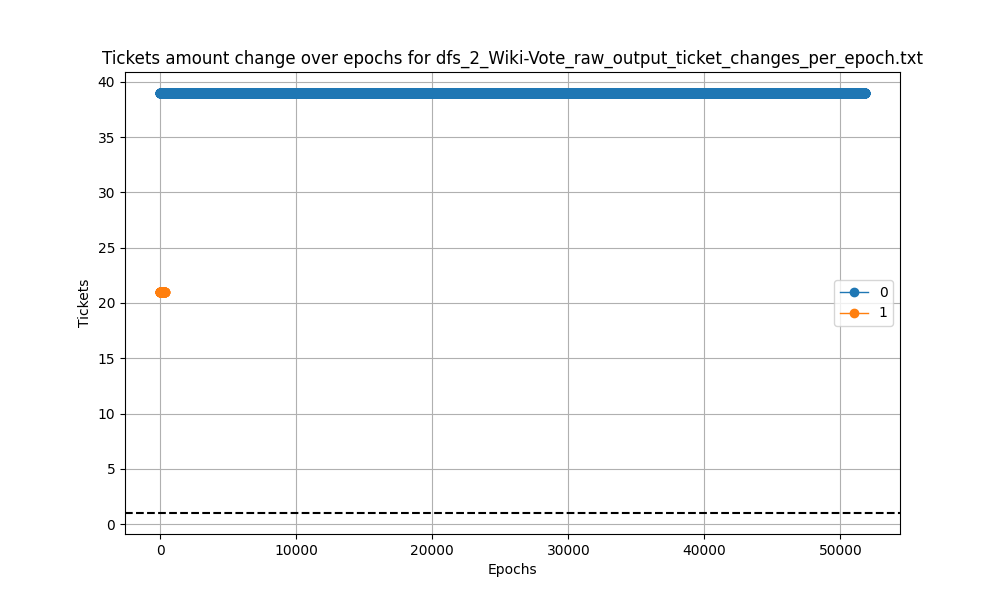 Tickets amount change over epochs for dfs_2_Wiki-Vote_raw_output_ticket_changes_per_epoch.txt
40
35
30
25
20
15
10
5
0
Tickets
0
1
0 10000 20000 30000 40000 50000
Epochs